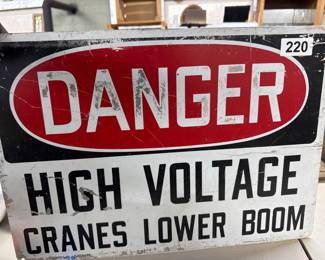 220
DANGER
HIGH VOLTAGE
CRANES LOWER BOOM